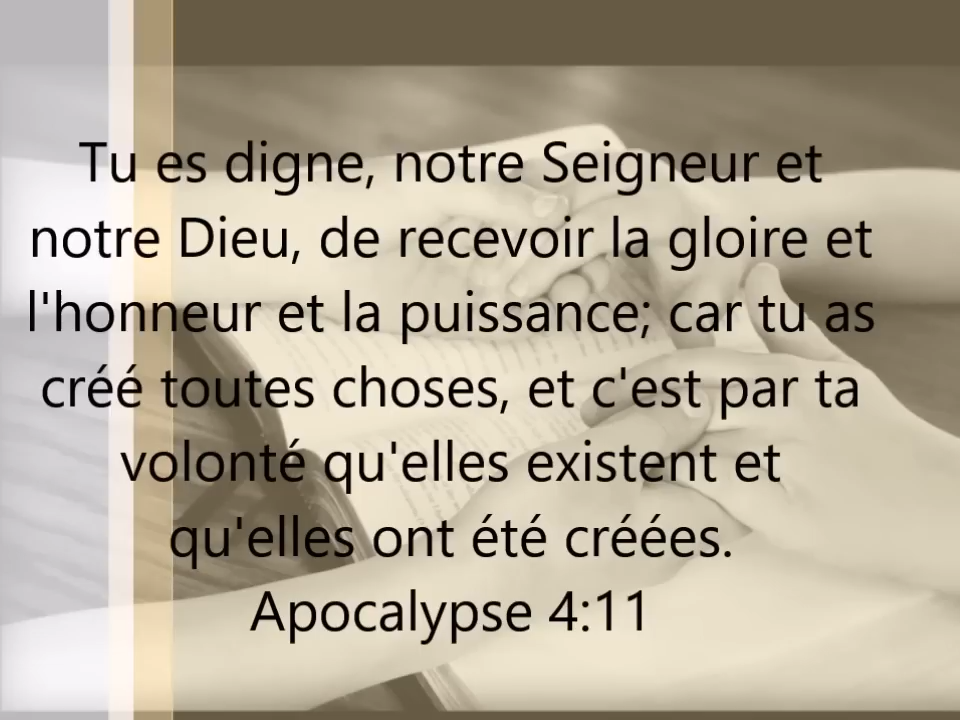 Tu es digne, notre Seigneur et
notre Dieu, de recevoir la gloire et
l'honneur et la puissance; car tu as
créé toutes choses, et c'est par ta
volonté qu'elles existent et
qu'elles ont été créées.
Apocalypse 4:11